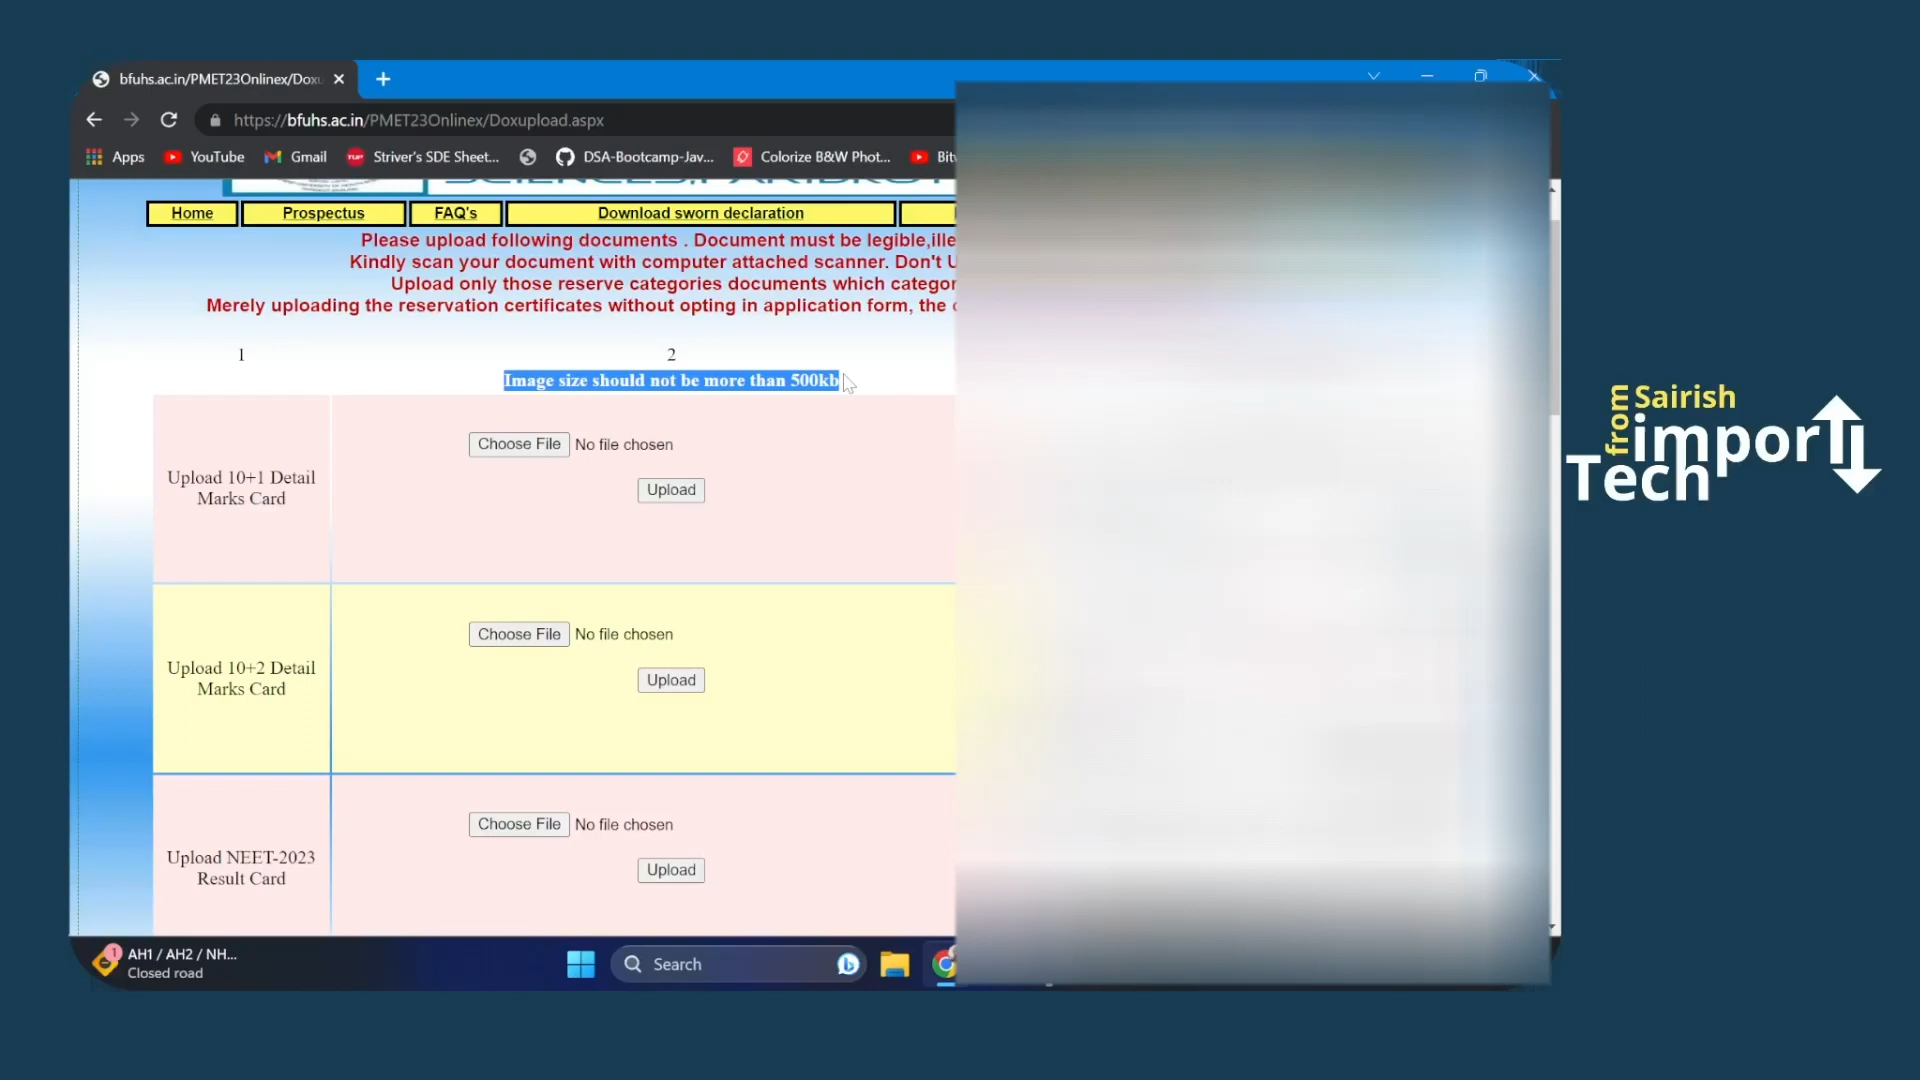 bfuhs.ac.in/PMET23Onlinex/Doxu
https://bfuhs.ac.in/PMET23Onlinex/Doxupload.aspx
Apps YouTube Gmail Striver's SDE Sheet... DSA-Bootcamp-Jav... Colorize B&W Phot... Bitw
Home Prospectus FAQ's Download sworn declaration
Please upload following documents . Document must be legible,ille
Kindly scan your document with computer attached scanner. Don't U
Upload only those reserve categories documents which categor
Merely uploading the reservation certificates without opting in application form, the c
1 2
Image size should not be more than 500kb
Choose File No file chosen
Upload 10+1 Detail
Marks Card
Upload
Choose File No file chosen
Upload 10+2 Detail
Marks Card
Upload
Choose File No file chosen
Upload NEET-2023
Result Card
Upload
1
AH1 / AH2 / NH...
Closed road
Search
from Sairish
import
Tech